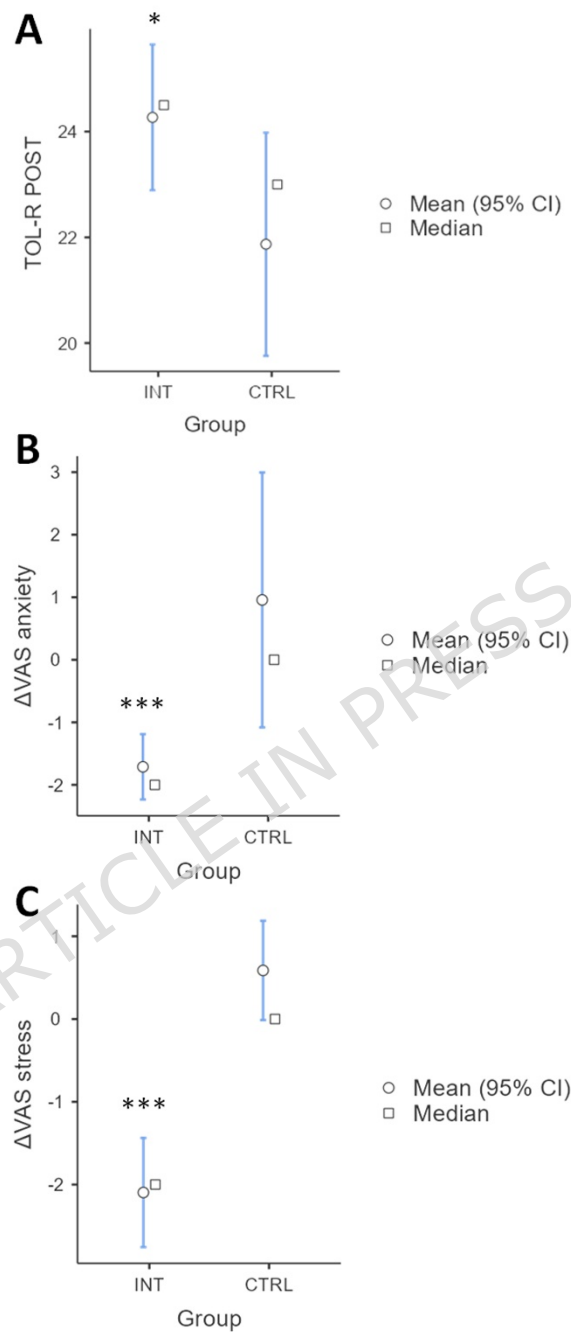 A
*
TOL-R POST
24
22
20
INT
CTRL
Group
Mean (95% CI)
Median
B
ΔVAS anxiety
3
2
1
0
-1
-2
***
INT
CTRL
Group
Mean (95% CI)
Median
C
ΔVAS stress
1
0
-1
-2
***
INT
CTRL
Group
Mean (95% CI)
Median
ARTICLE IN PRESS